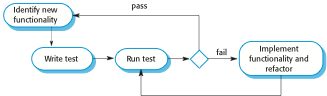 Identify new
functionality
pass
Write test
Run test
fail
Implement
functionality and
refactor